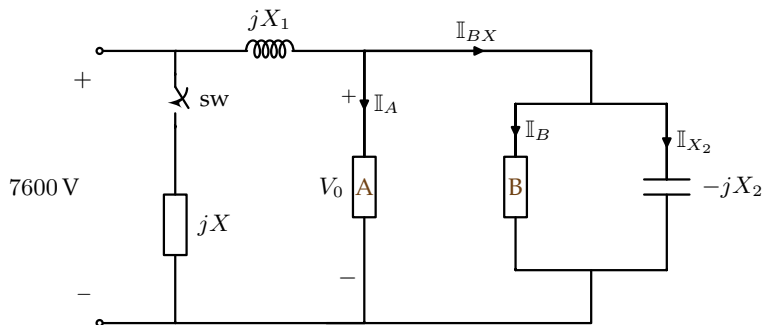 jX₁
𝕀_BX
+
sw
+
𝕀_A
𝕀_B
𝕀_X₂
7600 V
V₀
A
B
−jX₂
jX
−
–